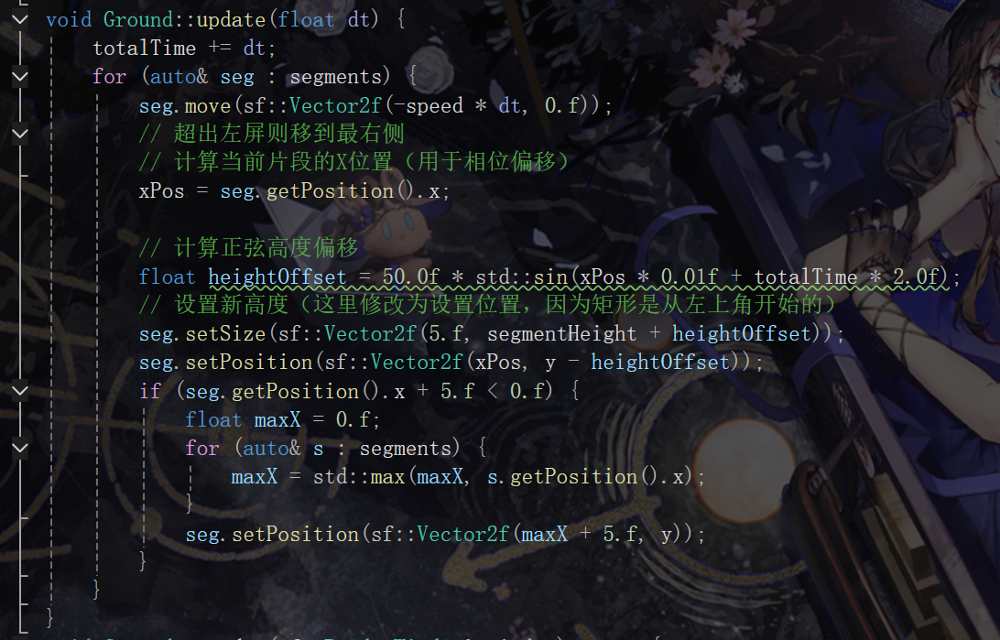 void Ground::update(float dt) {
totalTime += dt;
for (auto& seg : segments) {
seg.move(sf::Vector2f(-speed * dt, 0.f));
// 超出左屏则移到最右侧
// 计算当前片段的X位置（用于相位偏移）
xPos = seg.getPosition().x;
// 计算正弦高度偏移
float heightOffset = 50.0f * std::sin(xPos * 0.01f + totalTime * 2.0f);
// 设置新高度（这里修改为设置位置，因为矩形是从左上角开始的）
seg.setSize(sf::Vector2f(5.f, segmentHeight + heightOffset));
seg.setPosition(sf::Vector2f(xPos, y - heightOffset));
if (seg.getPosition().x + 5.f < 0.f) {
float maxX = 0.f;
for (auto& s : segments) {
maxX = std::max(maxX, s.getPosition().x);
}
seg.setPosition(sf::Vector2f(maxX + 5.f, y));
}
}
}